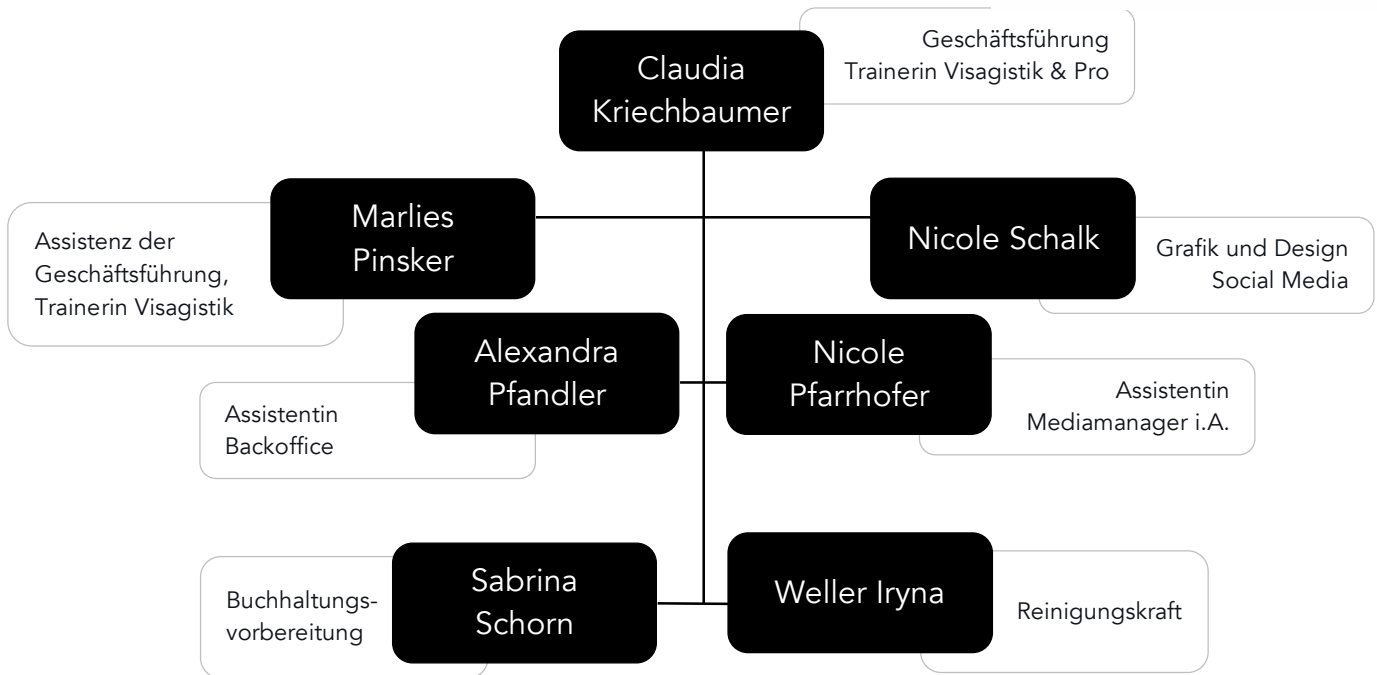 Claudia
Kriechbaumer
Geschäftsführung
Trainerin Visagistik & Pro
Marlies
Pinsker
Assistenz der
Geschäftsführung,
Trainerin Visagistik
Nicole Schalk
Grafik und Design
Social Media
Alexandra
Pfandler
Assistentin
Backoffice
Nicole
Pfarrhofer
Assistentin
Mediamanager i.A.
Sabrina
Schorn
Buchhaltungs-
vorbereitung
Weller Iryna
Reinigungskraft